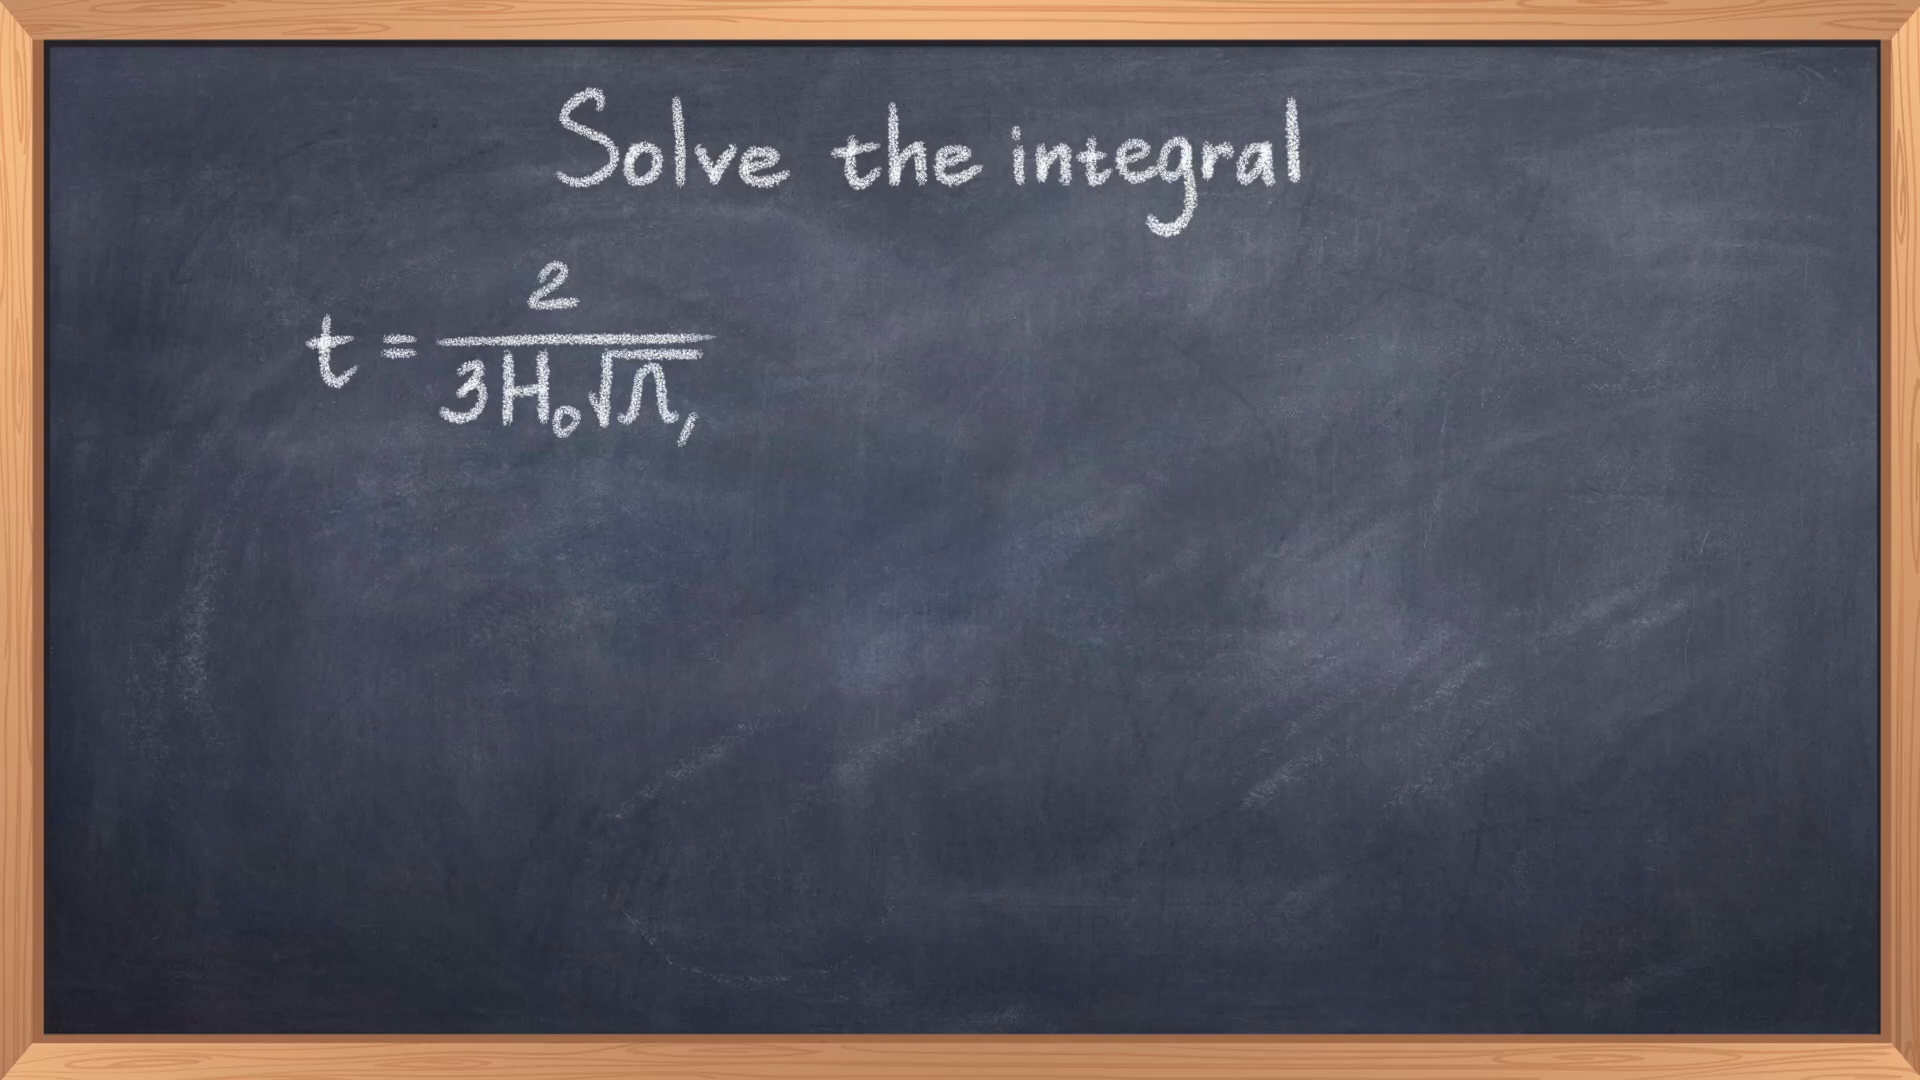 Solve the integral
t = 2/(3H₀√Ω,